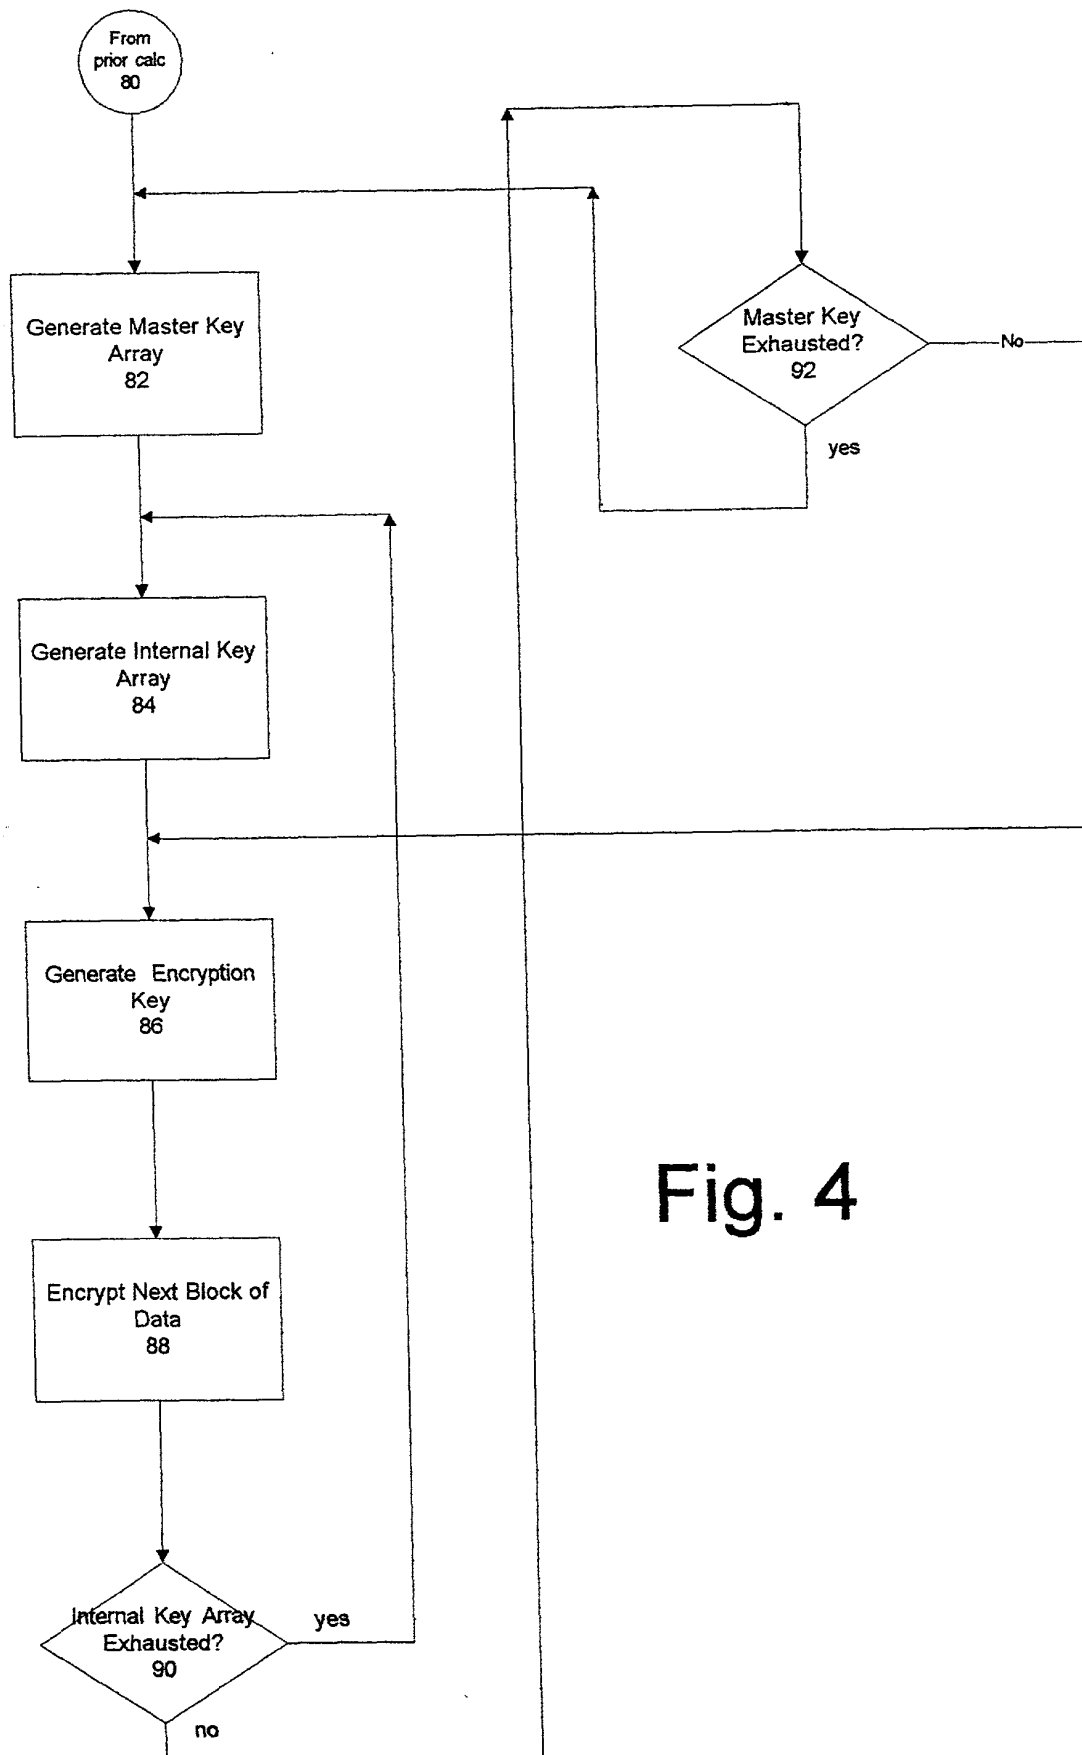 From
prior calc
80
Generate Master Key
Array
82
Master Key
Exhausted?
92
No
yes
Generate Internal Key
Array
84
Generate Encryption
Key
86
Fig. 4
Encrypt Next Block of
Data
88
Internal Key Array
Exhausted?
90
yes
no